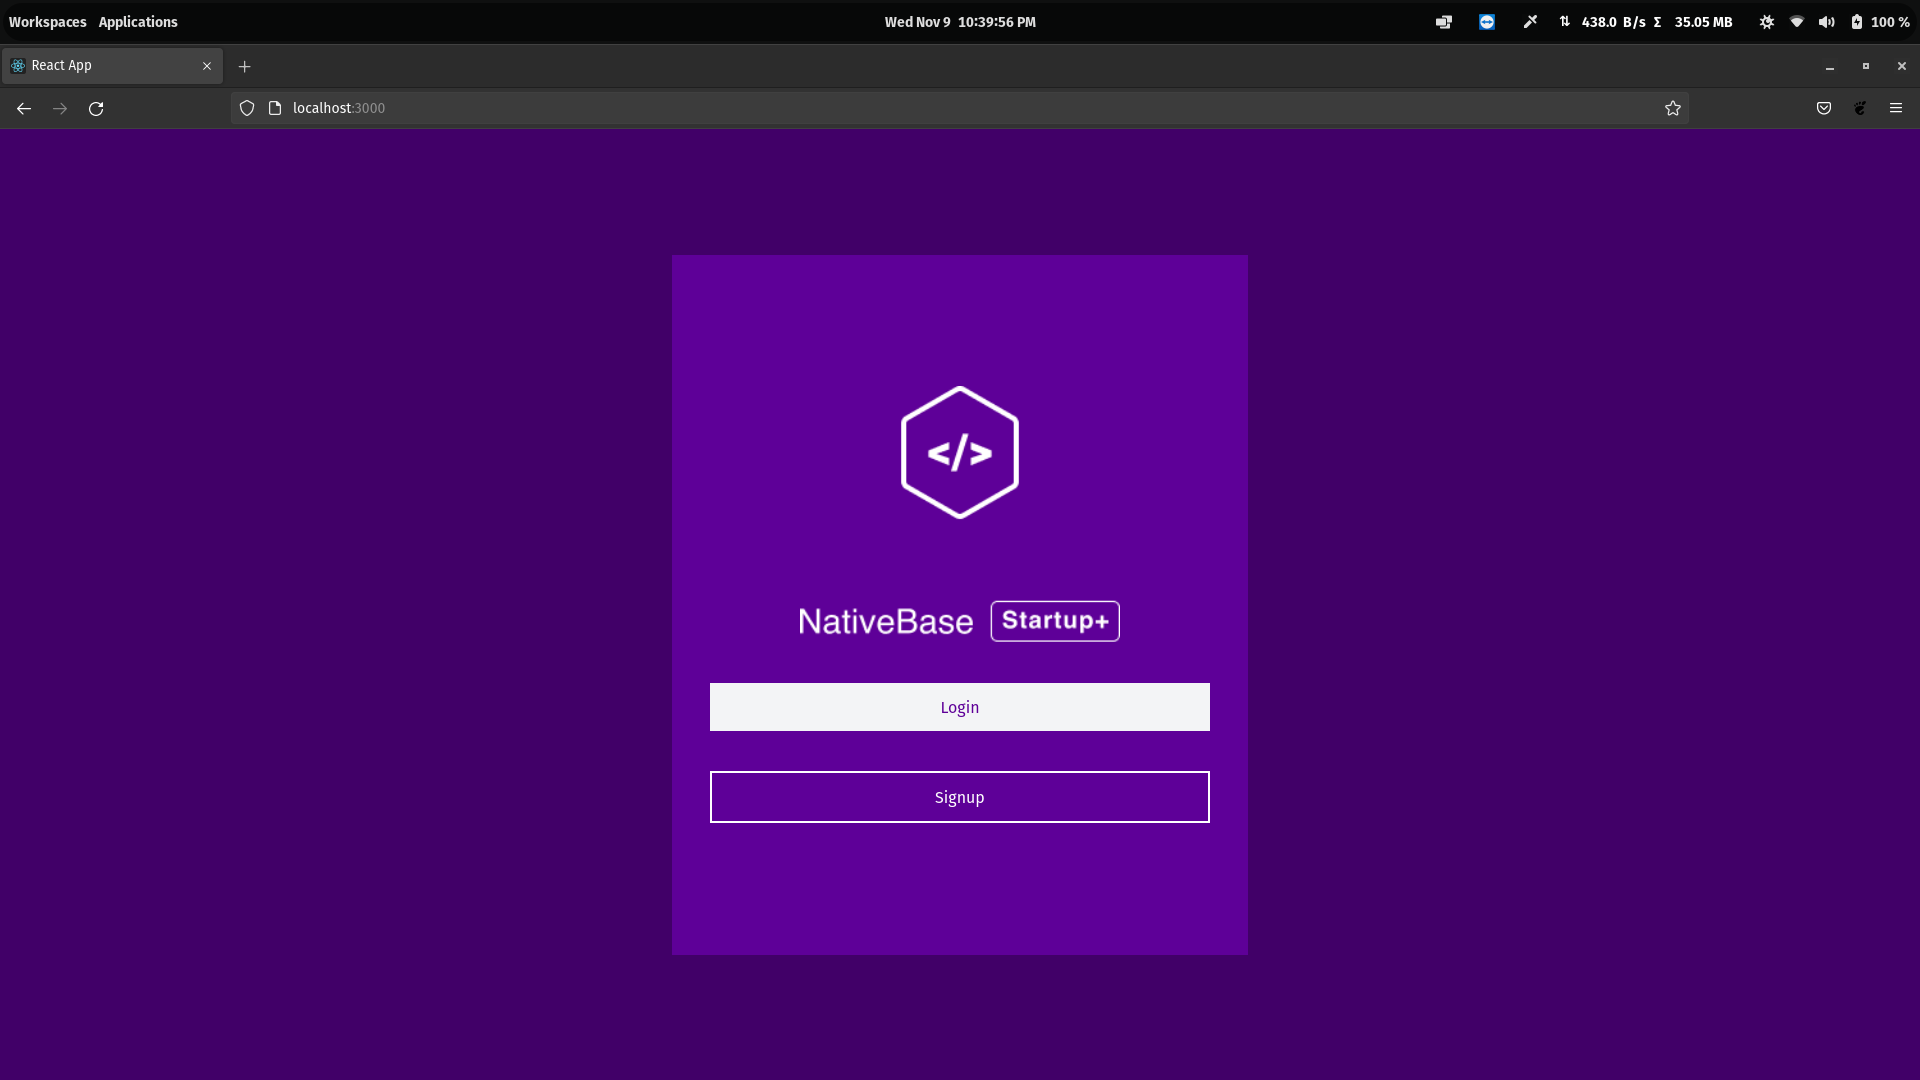 Workspaces Applications Wed Nov 9 10:39:56 PM 438.0 B/s Σ 35.05 MB 100 %
React App
localhost:3000
</>
NativeBase Startup+
Login
Signup